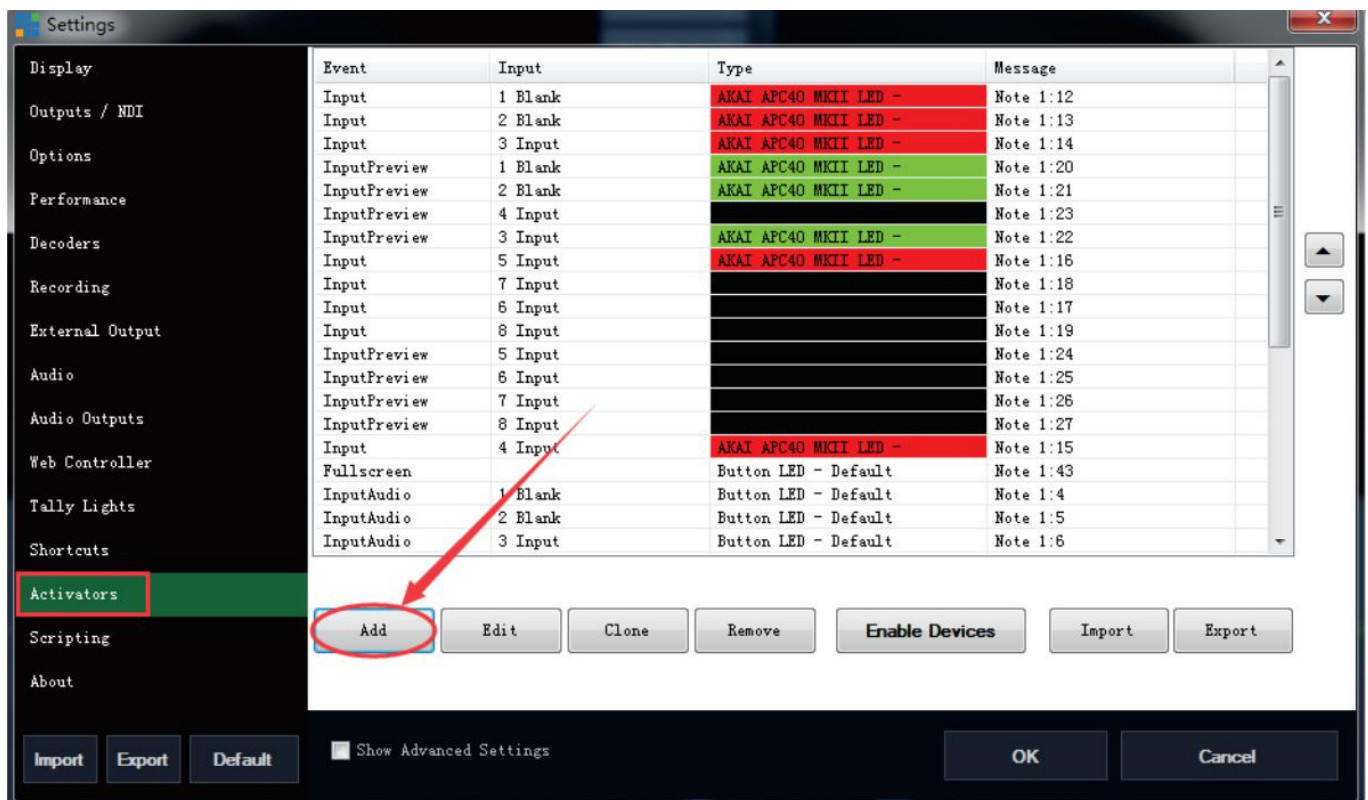 Settings
Display
Outputs / NDI
Options
Performance
Decoders
Recording
External Output
Audio
Audio Outputs
Web Controller
Tally Lights
Shortcuts
Activators
Scripting
About
Import Export Default
Event Input Type Message
Input 1 Blank AKAI APC40 MKII LED - Note 1:12
Input 2 Blank AKAI APC40 MKII LED - Note 1:13
Input 3 Input AKAI APC40 MKII LED - Note 1:14
InputPreview 1 Blank AKAI APC40 MKII LED - Note 1:20
InputPreview 2 Blank AKAI APC40 MKII LED - Note 1:21
InputPreview 4 Input Note 1:23
InputPreview 3 Input AKAI APC40 MKII LED - Note 1:22
Input 5 Input AKAI APC40 MKII LED - Note 1:16
Input 7 Input Note 1:18
Input 6 Input Note 1:17
Input 8 Input Note 1:19
InputPreview 5 Input Note 1:24
InputPreview 6 Input Note 1:25
InputPreview 7 Input Note 1:26
InputPreview 8 Input Note 1:27
Input 4 Input AKAI APC40 MKII LED - Note 1:15
Fullscreen Button LED - Default Note 1:43
InputAudio 1 Blank Button LED - Default Note 1:4
InputAudio 2 Blank Button LED - Default Note 1:5
InputAudio 3 Input Button LED - Default Note 1:6
Add Edit Clone Remove Enable Devices Import Export
Show Advanced Settings
OK Cancel